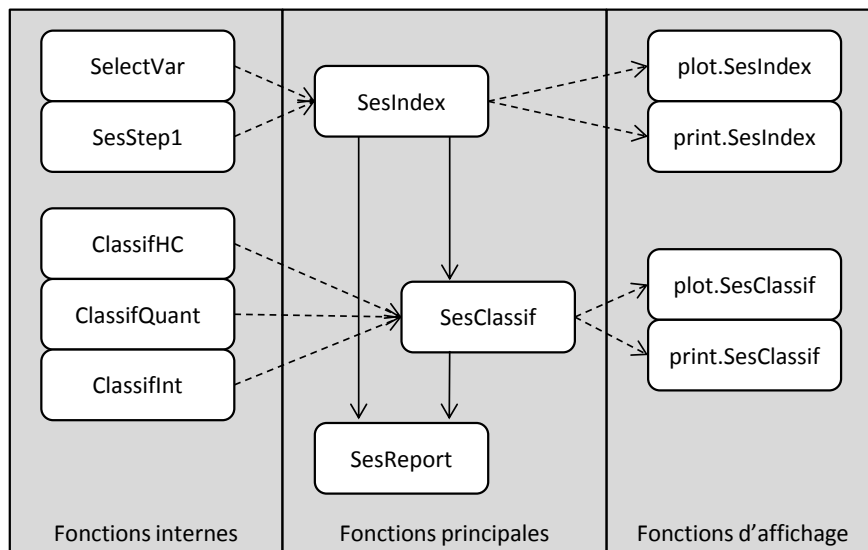 SelectVar
SesStep1
ClassifHC
ClassifQuant
ClassifInt
Fonctions internes
SesIndex
SesClassif
SesReport
Fonctions principales
plot.SesIndex
print.SesIndex
plot.SesClassif
print.SesClassif
Fonctions d’affichage